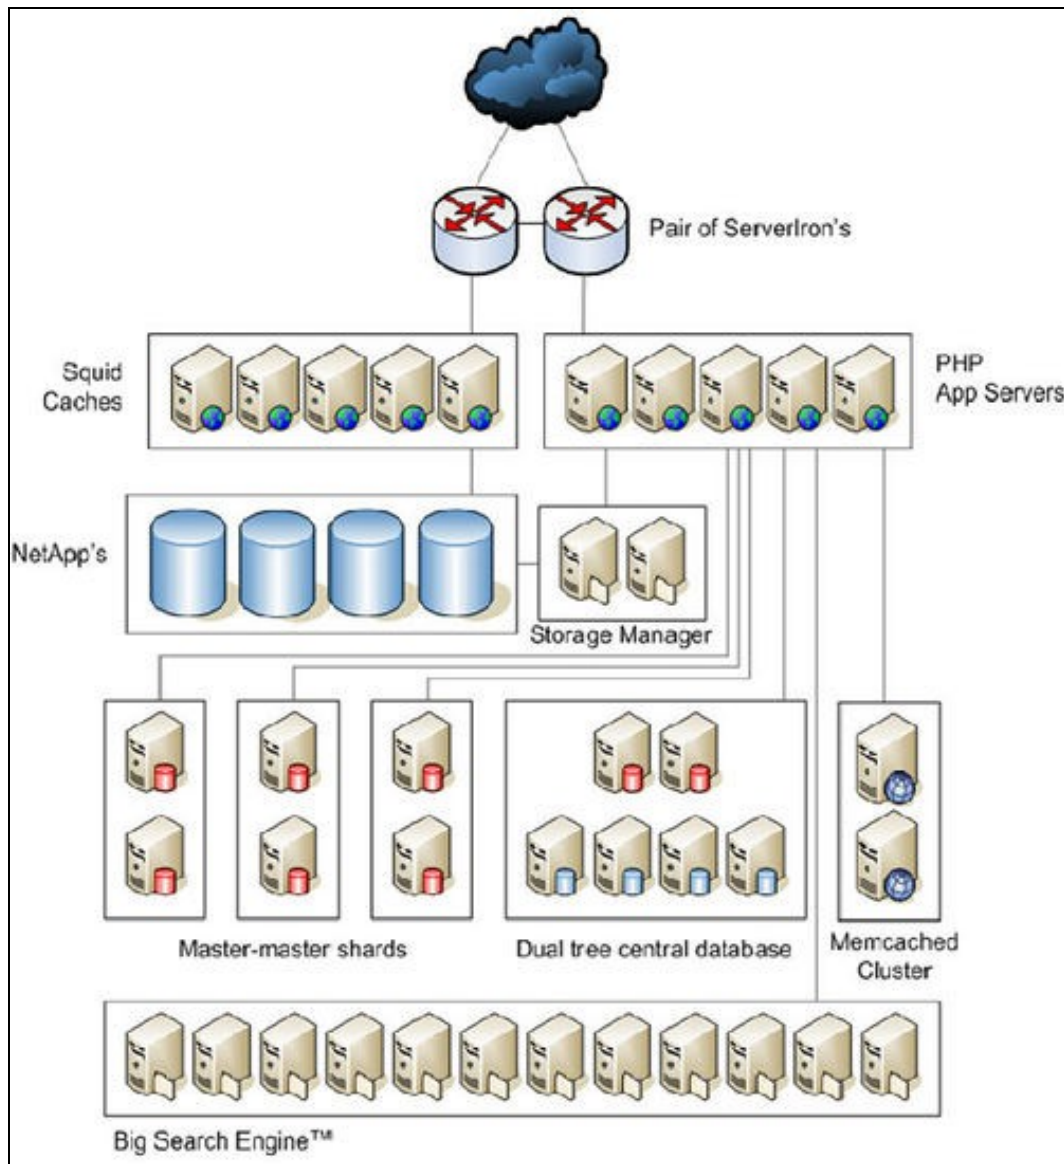 Pair of ServerIron's
Squid
Caches
PHP
App Servers
NetApp's
Storage Manager
Master-master shards
Dual tree central database
Memcached
Cluster
Big Search Engine™